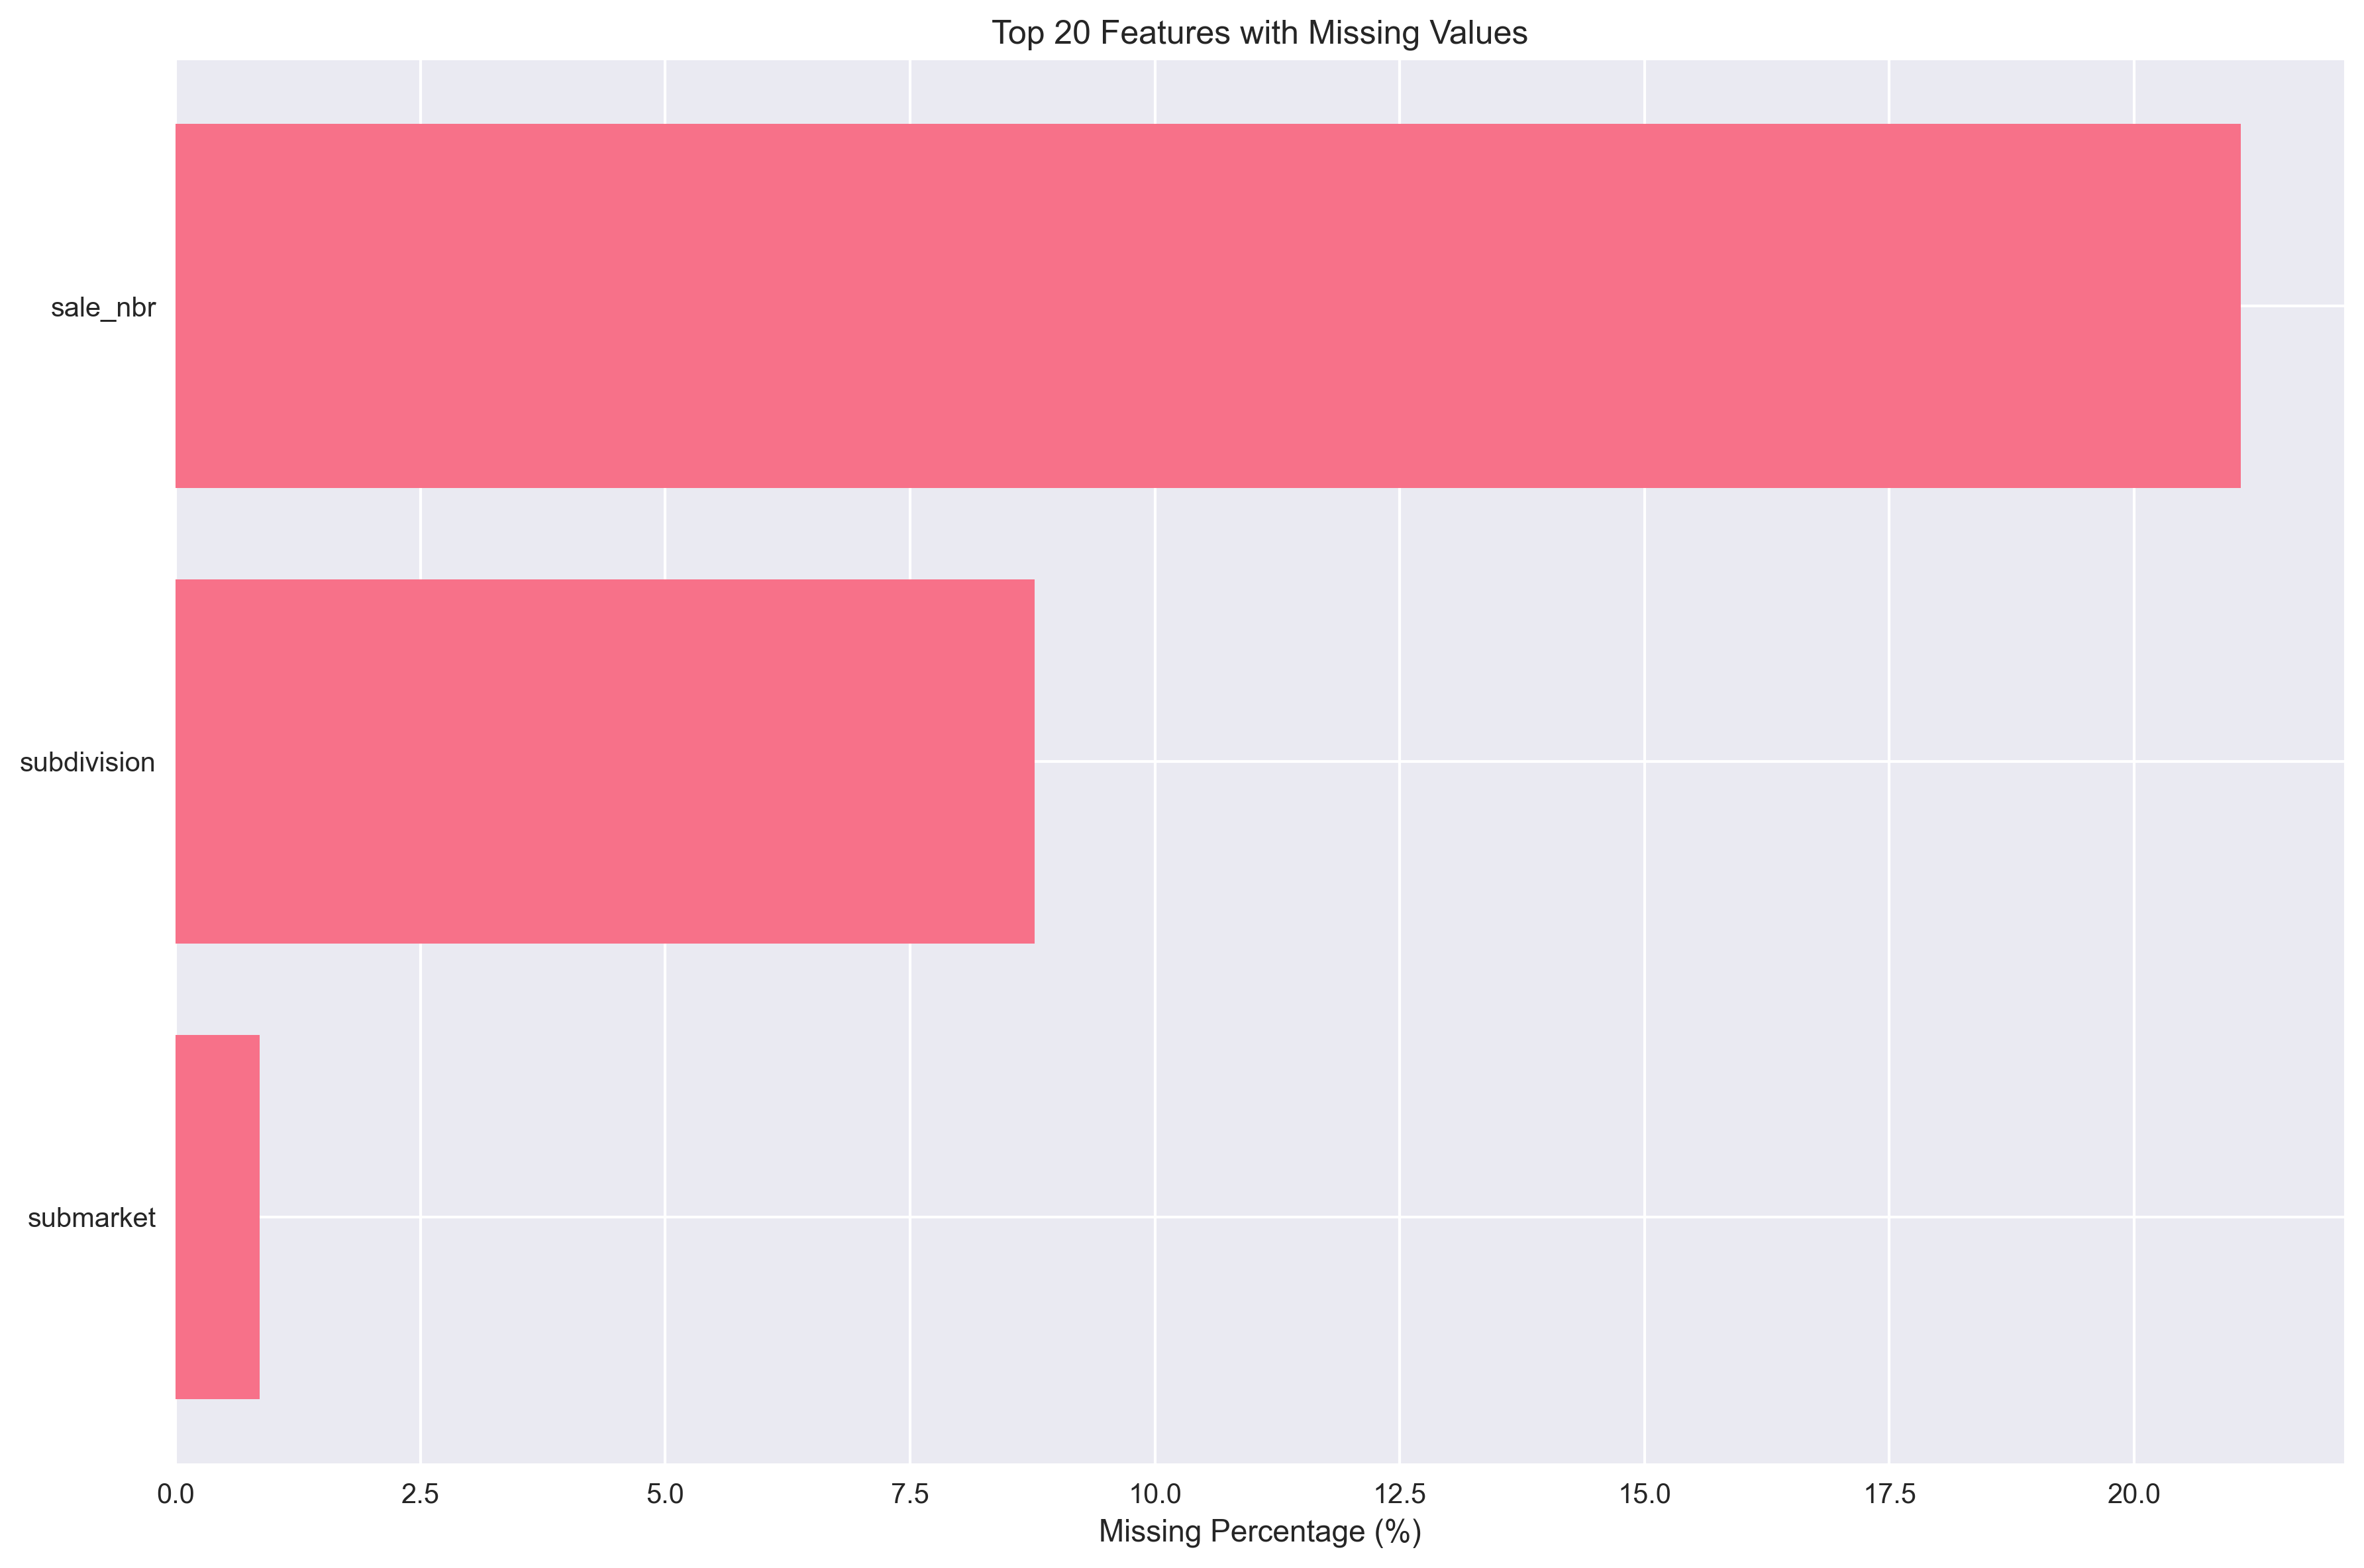 Top 20 Features with Missing Values
sale_nbr
subdivision
submarket
0.0 2.5 5.0 7.5 10.0 12.5 15.0 17.5 20.0
Missing Percentage (%)